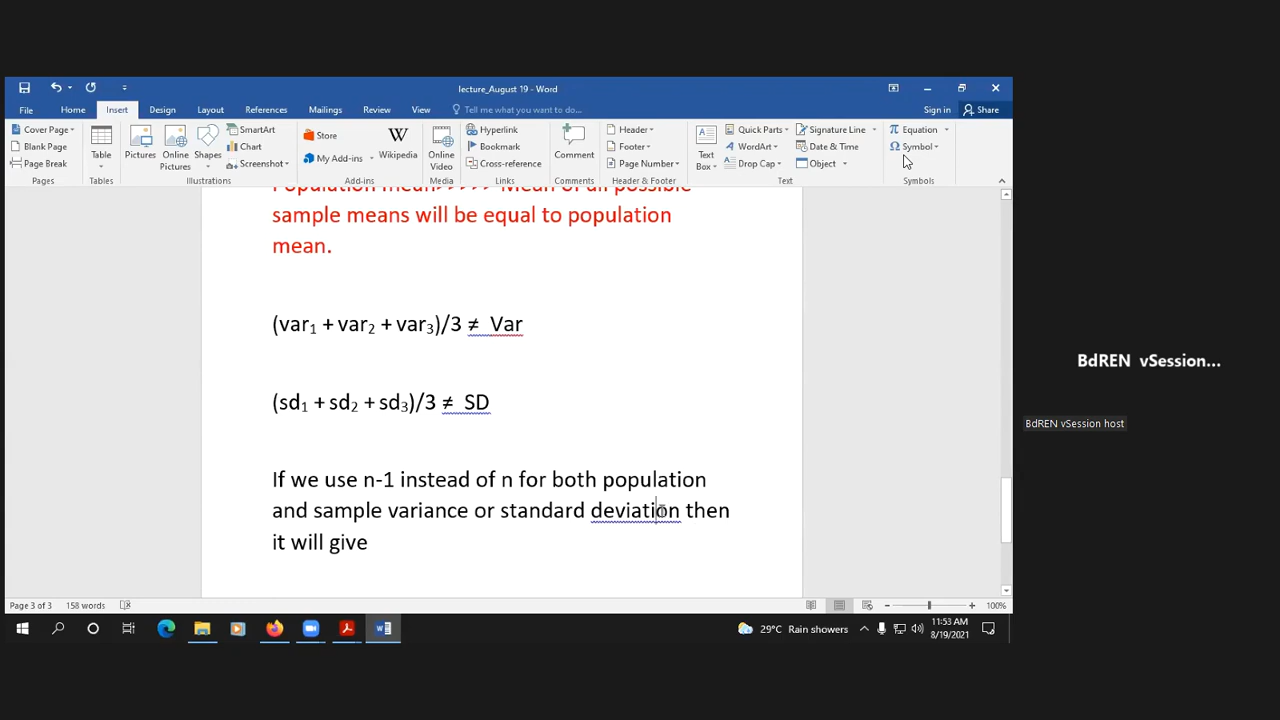 lecture_August 19 - Word
File Home Insert Design Layout References Mailings Review View Tell me what you want to do... Sign in Share
Cover Page
Blank Page
Page Break
Pages
Table
Tables
Pictures
Online Pictures
Shapes
SmartArt
Chart
Screenshot
Illustrations
Store
My Add-ins
Wikipedia
Add-ins
Online Video
Media
Hyperlink
Bookmark
Cross-reference
Links
Comment
Comments
Header
Footer
Page Number
Header & Footer
Text Box
Quick Parts
WordArt
Drop Cap
Signature Line
Date & Time
Object
Text
Equation
Symbol
Symbols
Population mean>>>>> Mean of all possible
sample means will be equal to population
mean.
(var₁ + var₂ + var₃)/3 ≠ Var
(sd₁ + sd₂ + sd₃)/3 ≠ SD
If we use n-1 instead of n for both population
and sample variance or standard deviation then
it will give
BdREN vSession...
BdREN vSession host
Page 3 of 3 158 words 100%
29°C Rain showers 11:53 AM
8/19/2021